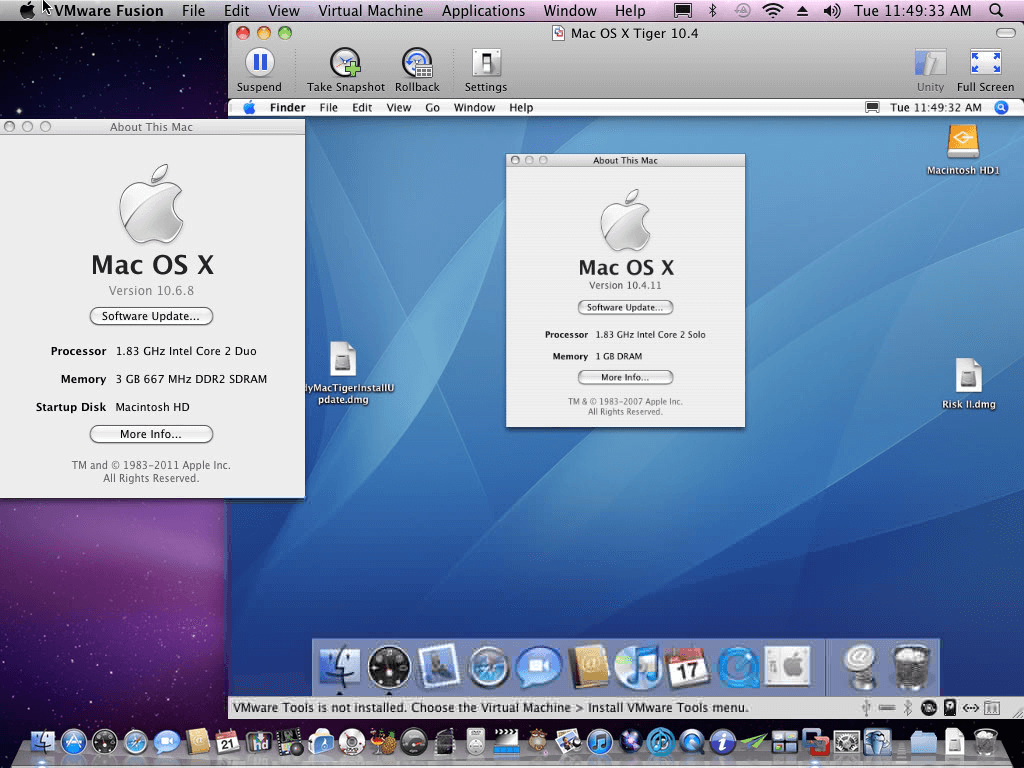 VMware Fusion File Edit View Virtual Machine Applications Window Help Tue 11:49:33 AM
Mac OS X Tiger 10.4
Suspend Take Snapshot Rollback Settings Unity Full Screen
Finder File Edit View Go Window Help Tue 11:49:32 AM
About This Mac
Mac OS X
Version 10.6.8
Software Update...
Processor 1.83 GHz Intel Core 2 Duo
Memory 3 GB 667 MHz DDR2 SDRAM
Startup Disk Macintosh HD
More Info...
TM and © 1983-2011 Apple Inc.
All Rights Reserved.
About This Mac
Mac OS X
Version 10.4.11
Software Update...
Processor 1.83 GHz Intel Core 2 Solo
Memory 1 GB DRAM
More Info...
TM & © 1983-2007 Apple Inc.
All Rights Reserved.
Macintosh HD1
dyMacTigerInstallU
pdate.dmg
Risk II.dmg
17
VMware Tools is not installed. Choose the Virtual Machine > Install VMware Tools menu.
21
hd